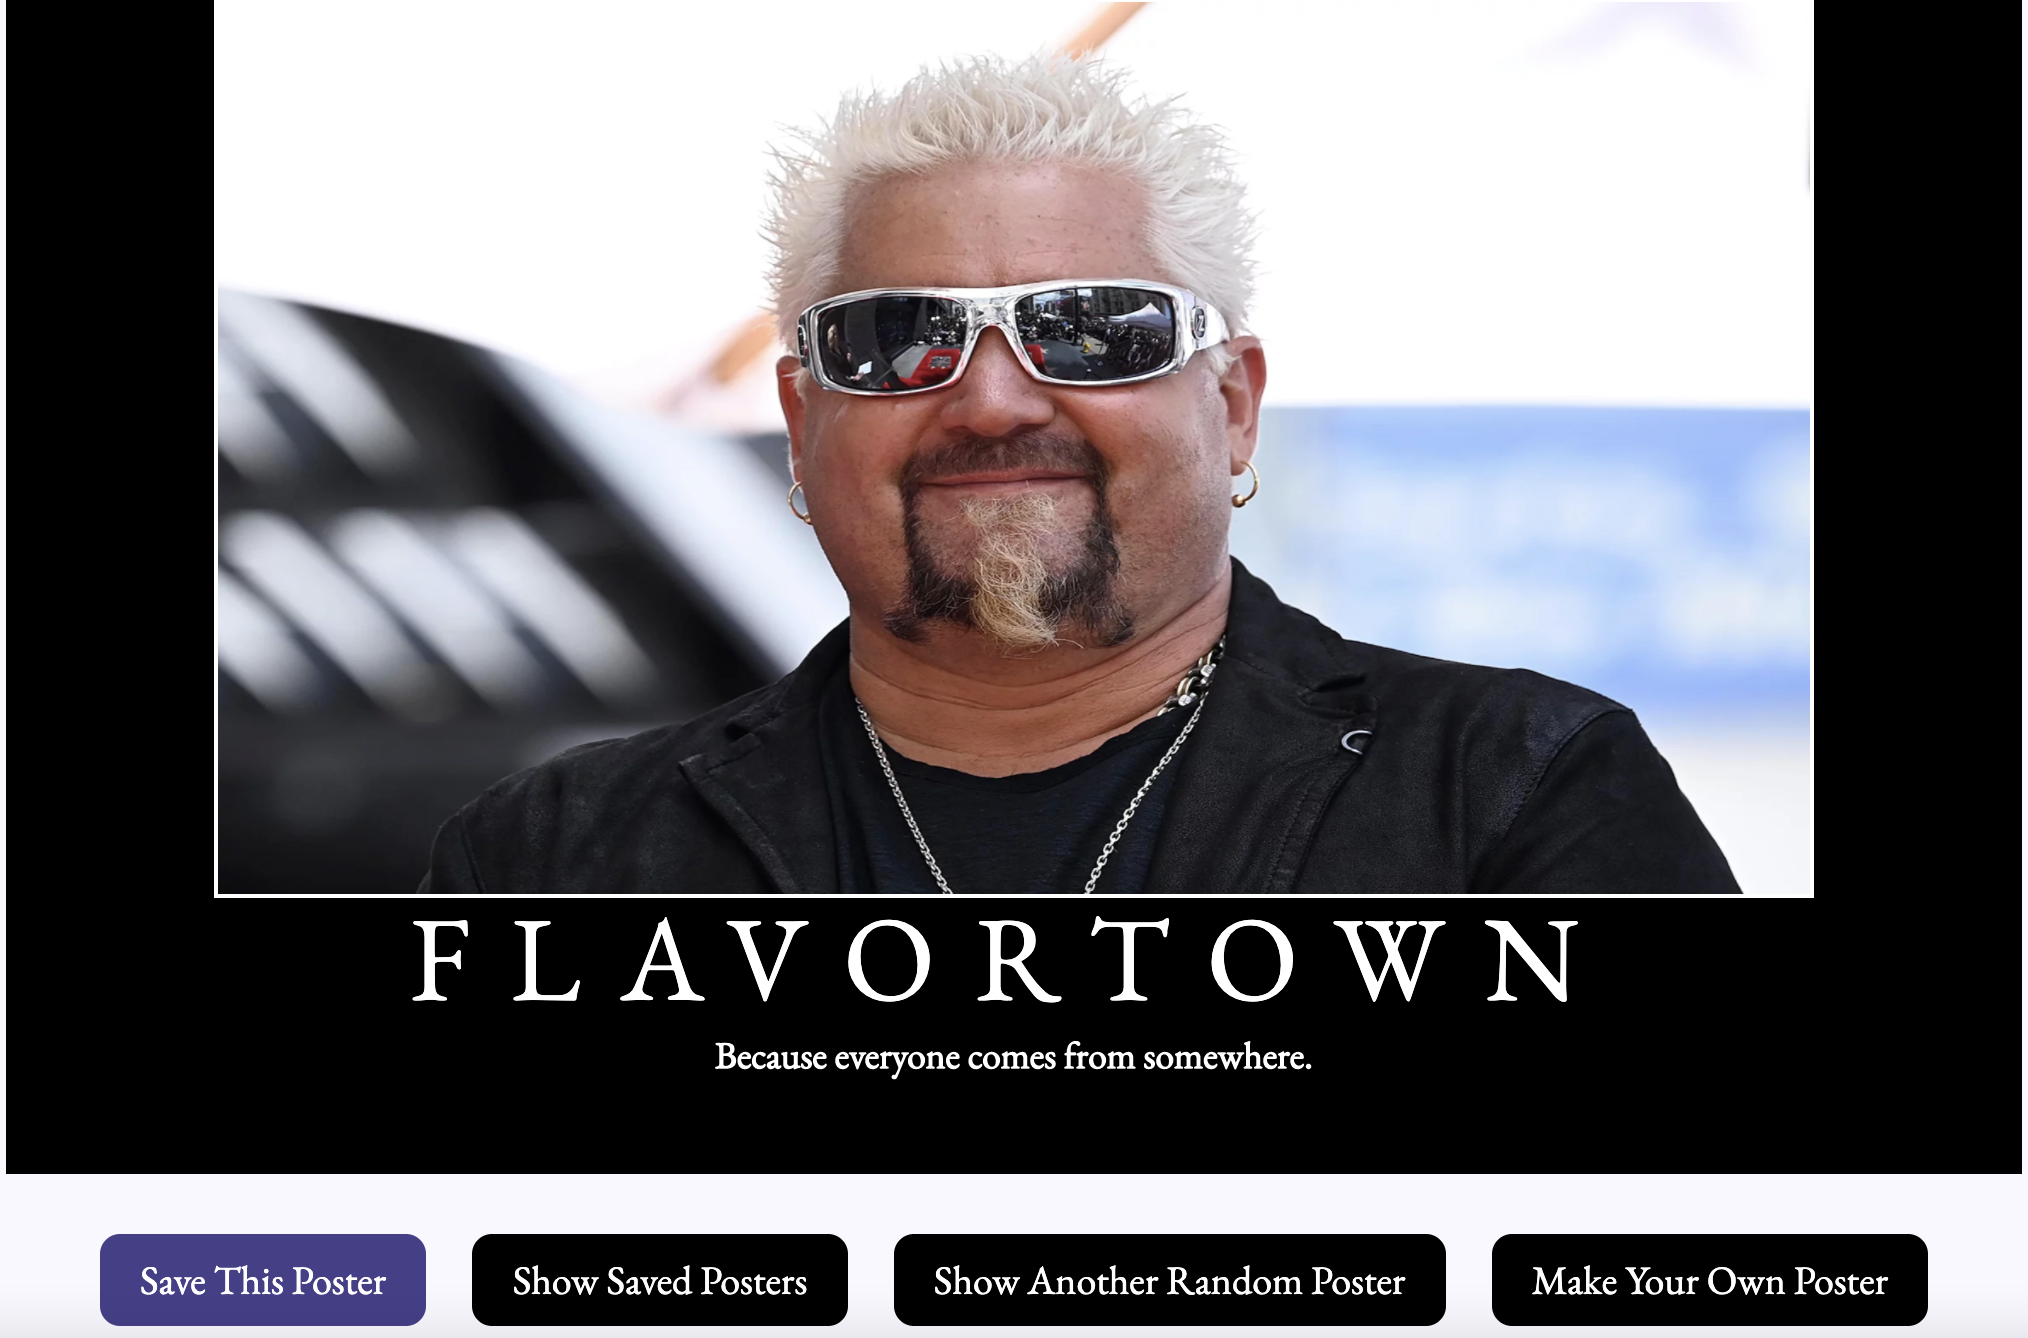 FLAVORTOWN
Because everyone comes from somewhere.
Save This Poster
Show Saved Posters
Show Another Random Poster
Make Your Own Poster